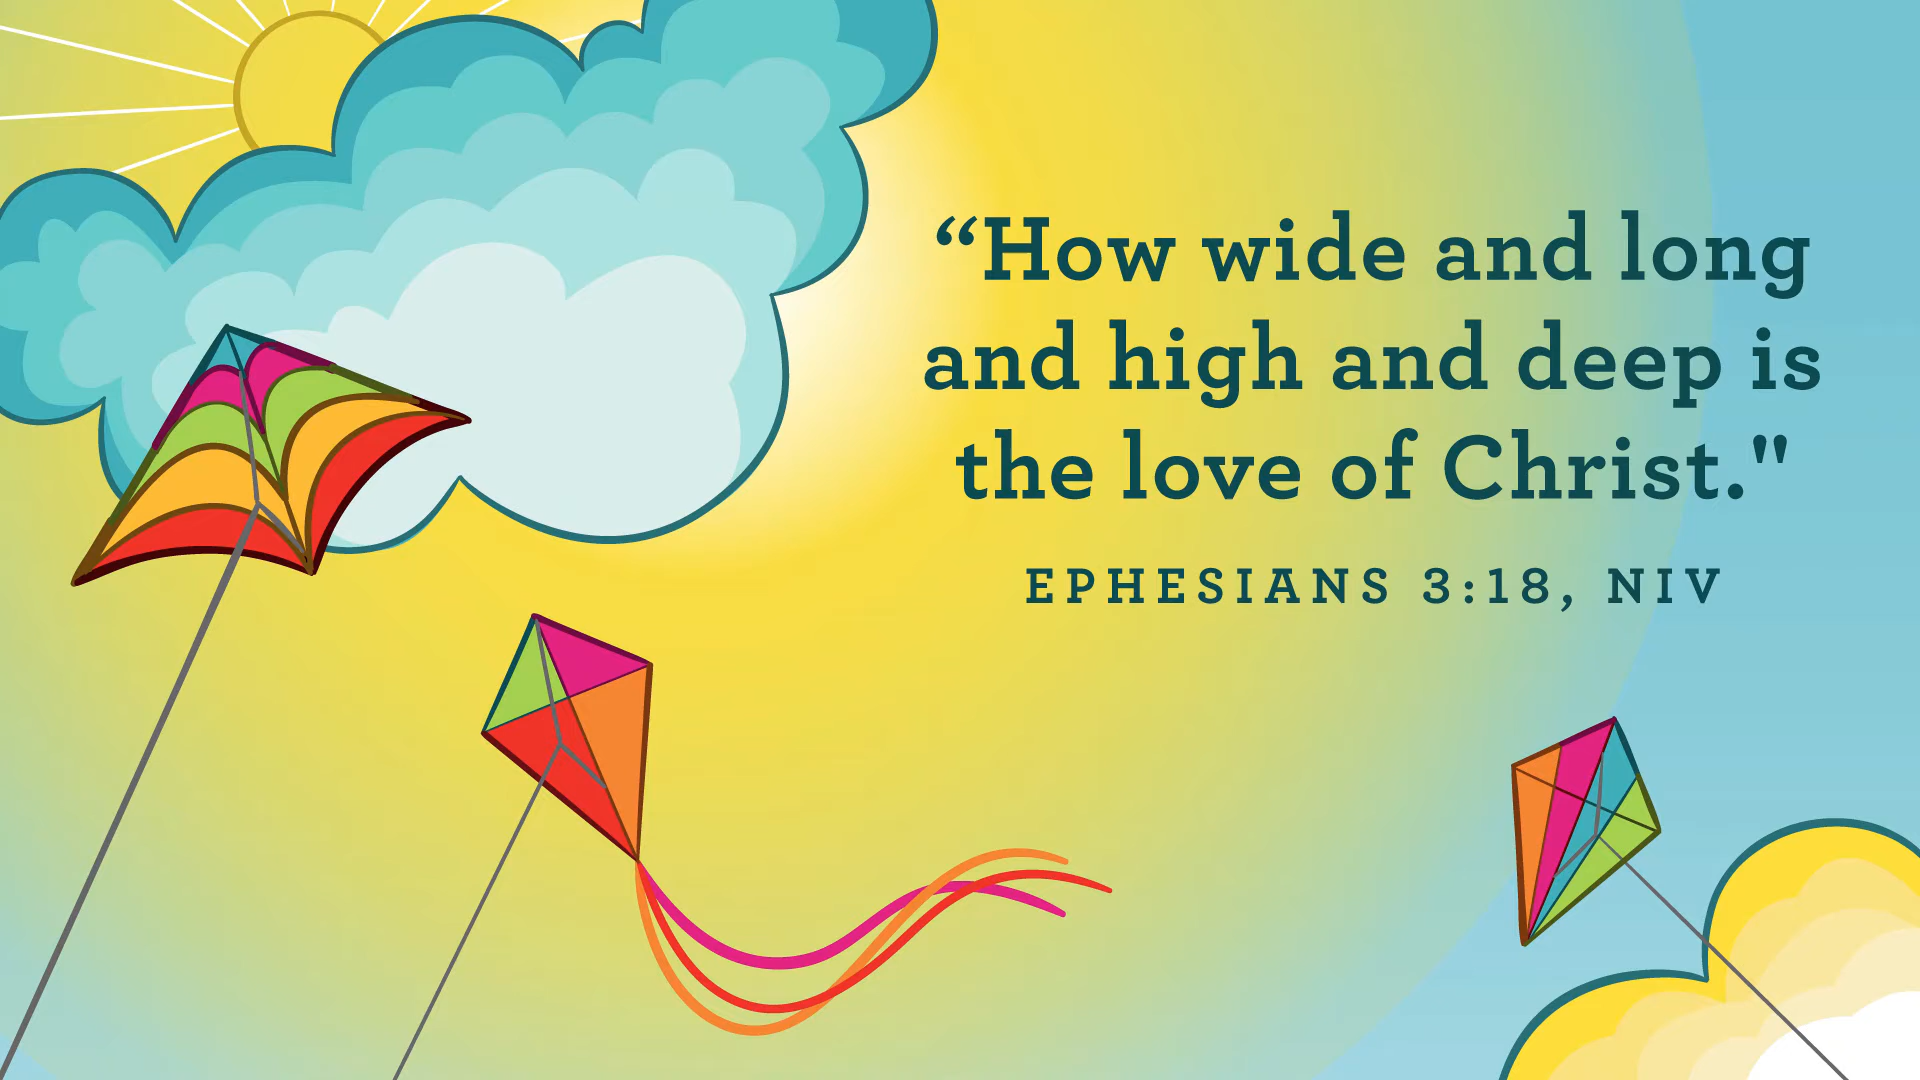 “How wide and long
and high and deep is
the love of Christ."
EPHESIANS 3:18, NIV